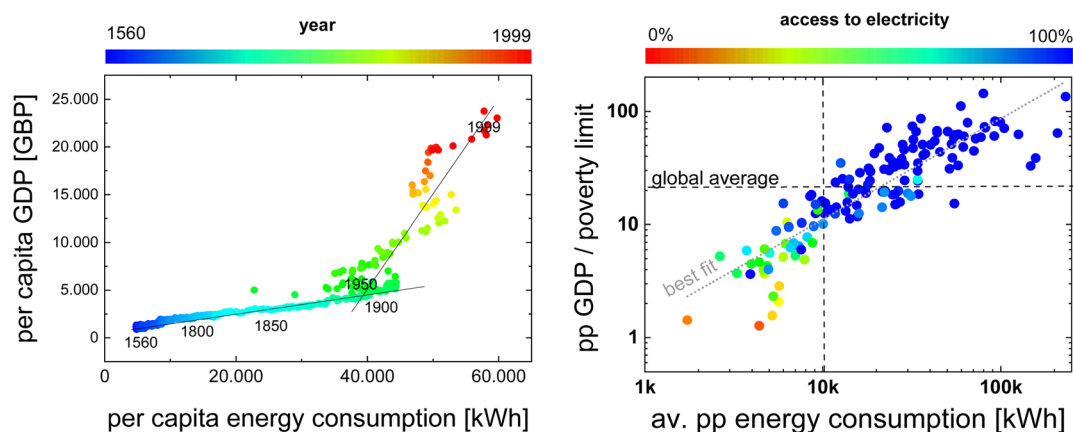 year
1560 1999
25.000
20.000
15.000
10.000
5.000
0
per capita GDP [GBP]
1999
1950
1900
1850
1800
1560
0 20.000 40.000 60.000
per capita energy consumption [kWh]
access to electricity
0% 100%
100
10
1
pp GDP / poverty limit
global average
best fit
1k 10k 100k
av. pp energy consumption [kWh]